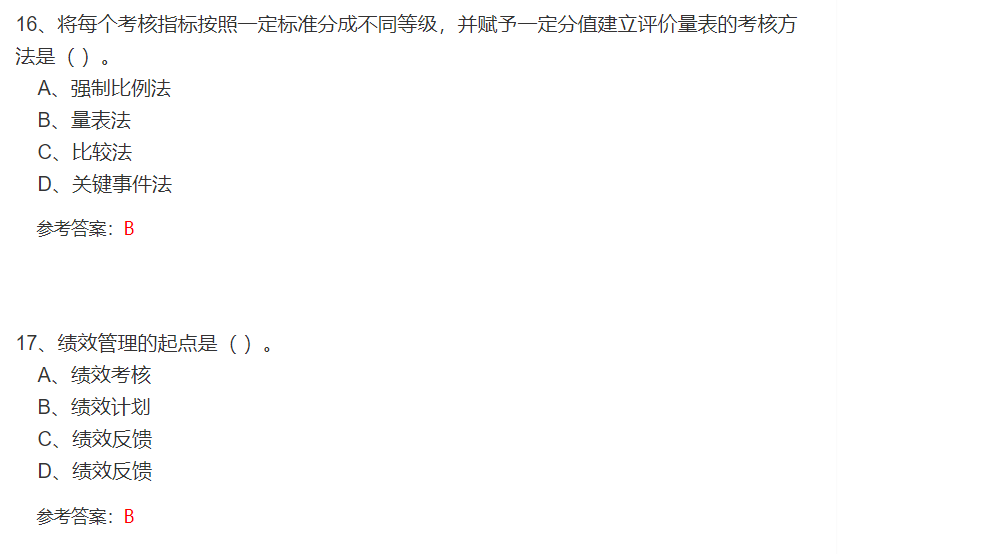 16、将每个考核指标按照一定标准分成不同等级，并赋予一定分值建立评价量表的考核方
法是（ ）。
A、强制比例法
B、量表法
C、比较法
D、关键事件法
参考答案：B
17、绩效管理的起点是（ ）。
A、绩效考核
B、绩效计划
C、绩效反馈
D、绩效反馈
参考答案：B